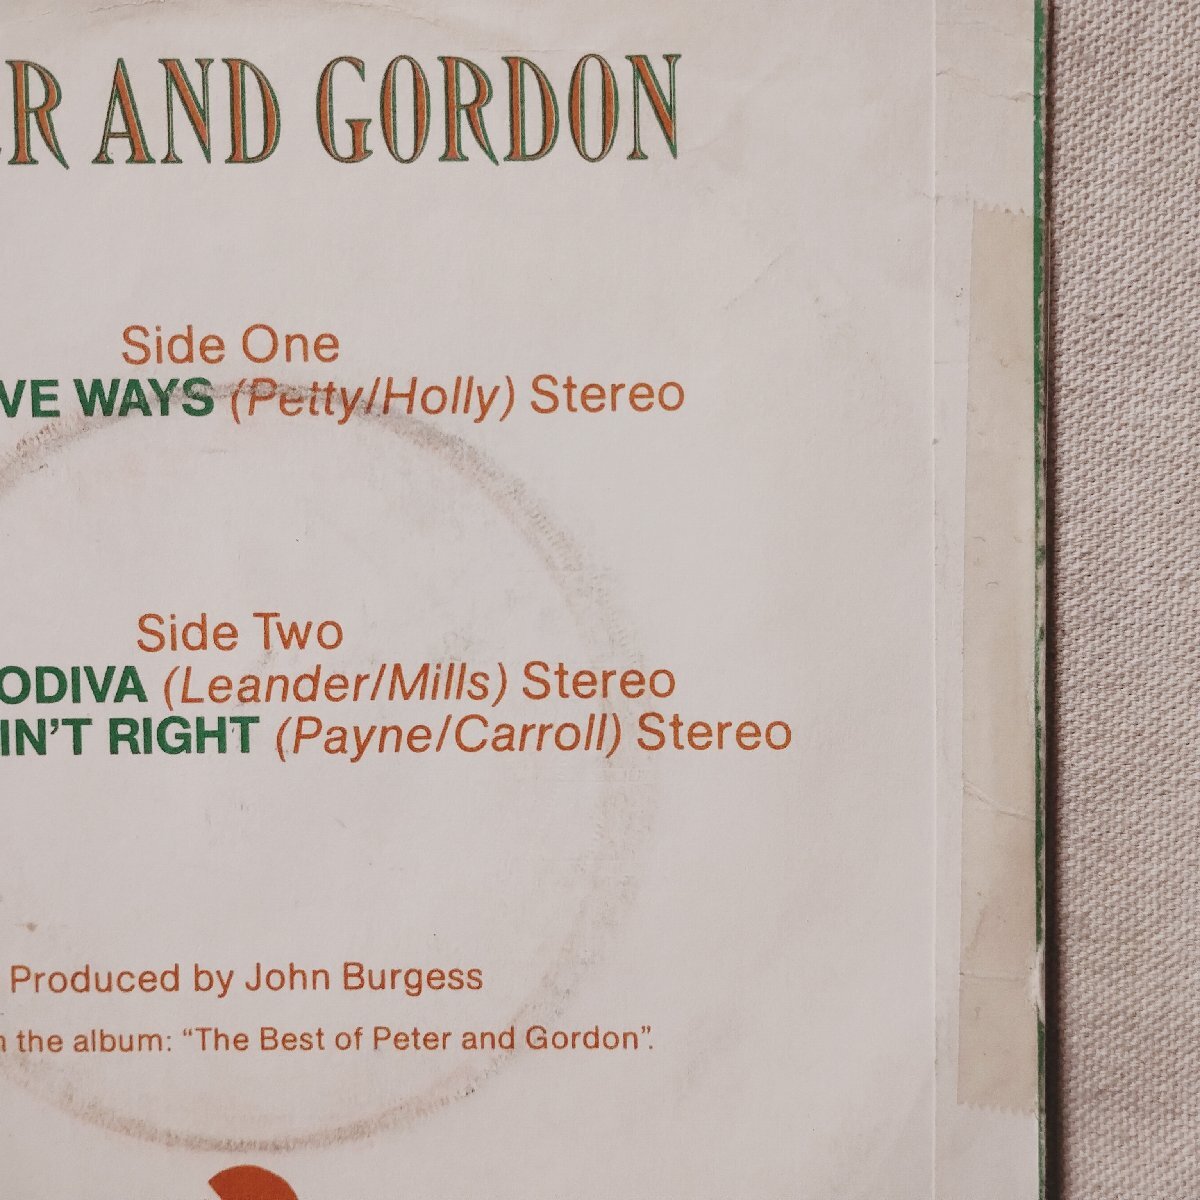 ER AND GORDON
Side One
VE WAYS (Petty/Holly) Stereo
Side Two
ODIVA (Leander/Mills) Stereo
IN'T RIGHT (Payne/Carroll) Stereo
Produced by John Burgess
the album: “The Best of Peter and Gordon”.